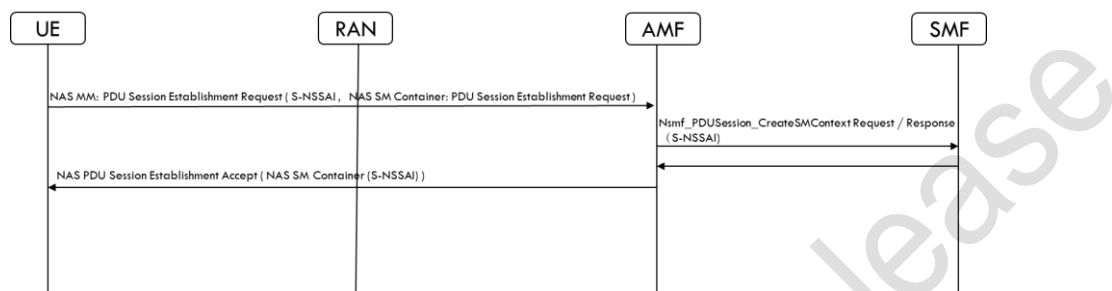 UE
RAN
AMF
SMF
NAS MM: PDU Session Establishment Request ( S-NSSAI， NAS SM Container: PDU Session Establishment Request )
Nsmf_PDUSession_CreateSMContext Request / Response
（S-NSSAI)
NAS PDU Session Establishment Accept ( NAS SM Container (S-NSSAI) )
ease